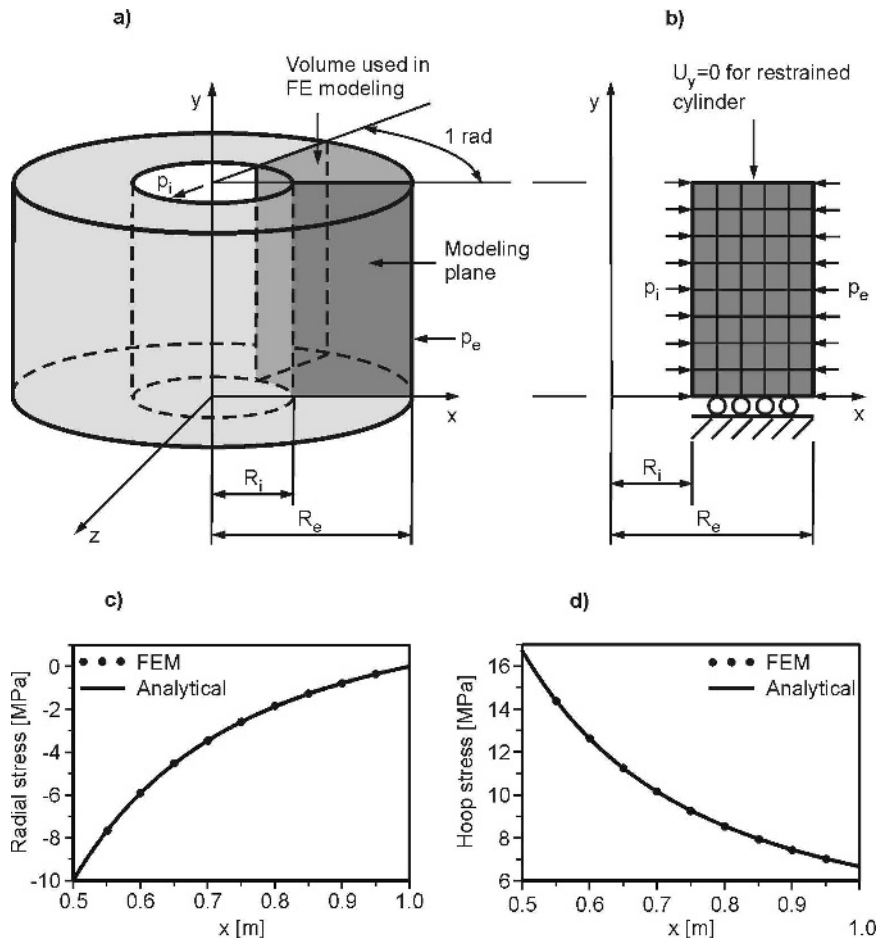 a)
b)
Volume used in
FE modeling
U_y=0 for restrained
cylinder
y
y
1 rad
p_i
Modeling
plane
p_i
p_e
p_e
x
x
R_i
R_i
R_e
R_e
z
c)
d)
Radial stress [MPa]
0
-2
-4
-6
-8
-10
FEM
Analytical
0.5
0.6
0.7
0.8
0.9
1.0
x [m]
Hoop stress [MPa]
16
14
12
10
8
6
FEM
Analytical
0.5
0.6
0.7
0.8
0.9
1.0
x [m]